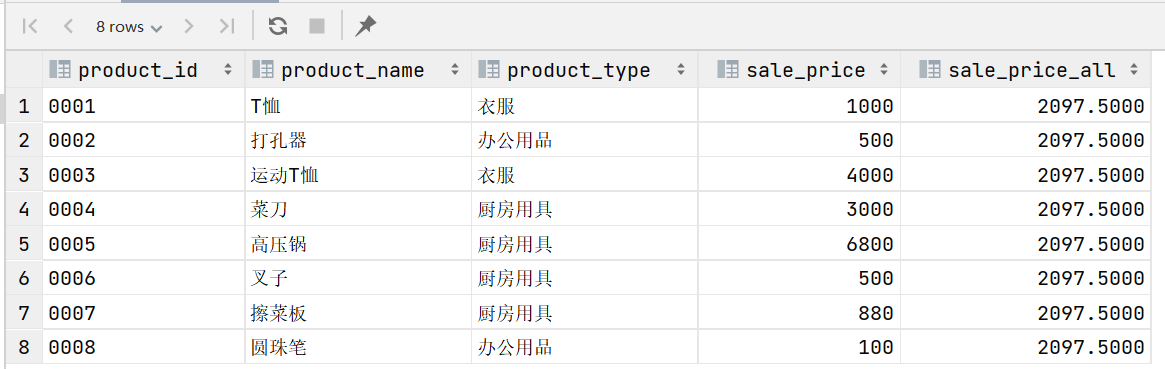 8 rows
product_id product_name product_type sale_price sale_price_all
1 0001 T恤 衣服 1000 2097.5000
2 0002 打孔器 办公用品 500 2097.5000
3 0003 运动T恤 衣服 4000 2097.5000
4 0004 菜刀 厨房用具 3000 2097.5000
5 0005 高压锅 厨房用具 6800 2097.5000
6 0006 叉子 厨房用具 500 2097.5000
7 0007 擦菜板 厨房用具 880 2097.5000
8 0008 圆珠笔 办公用品 100 2097.5000